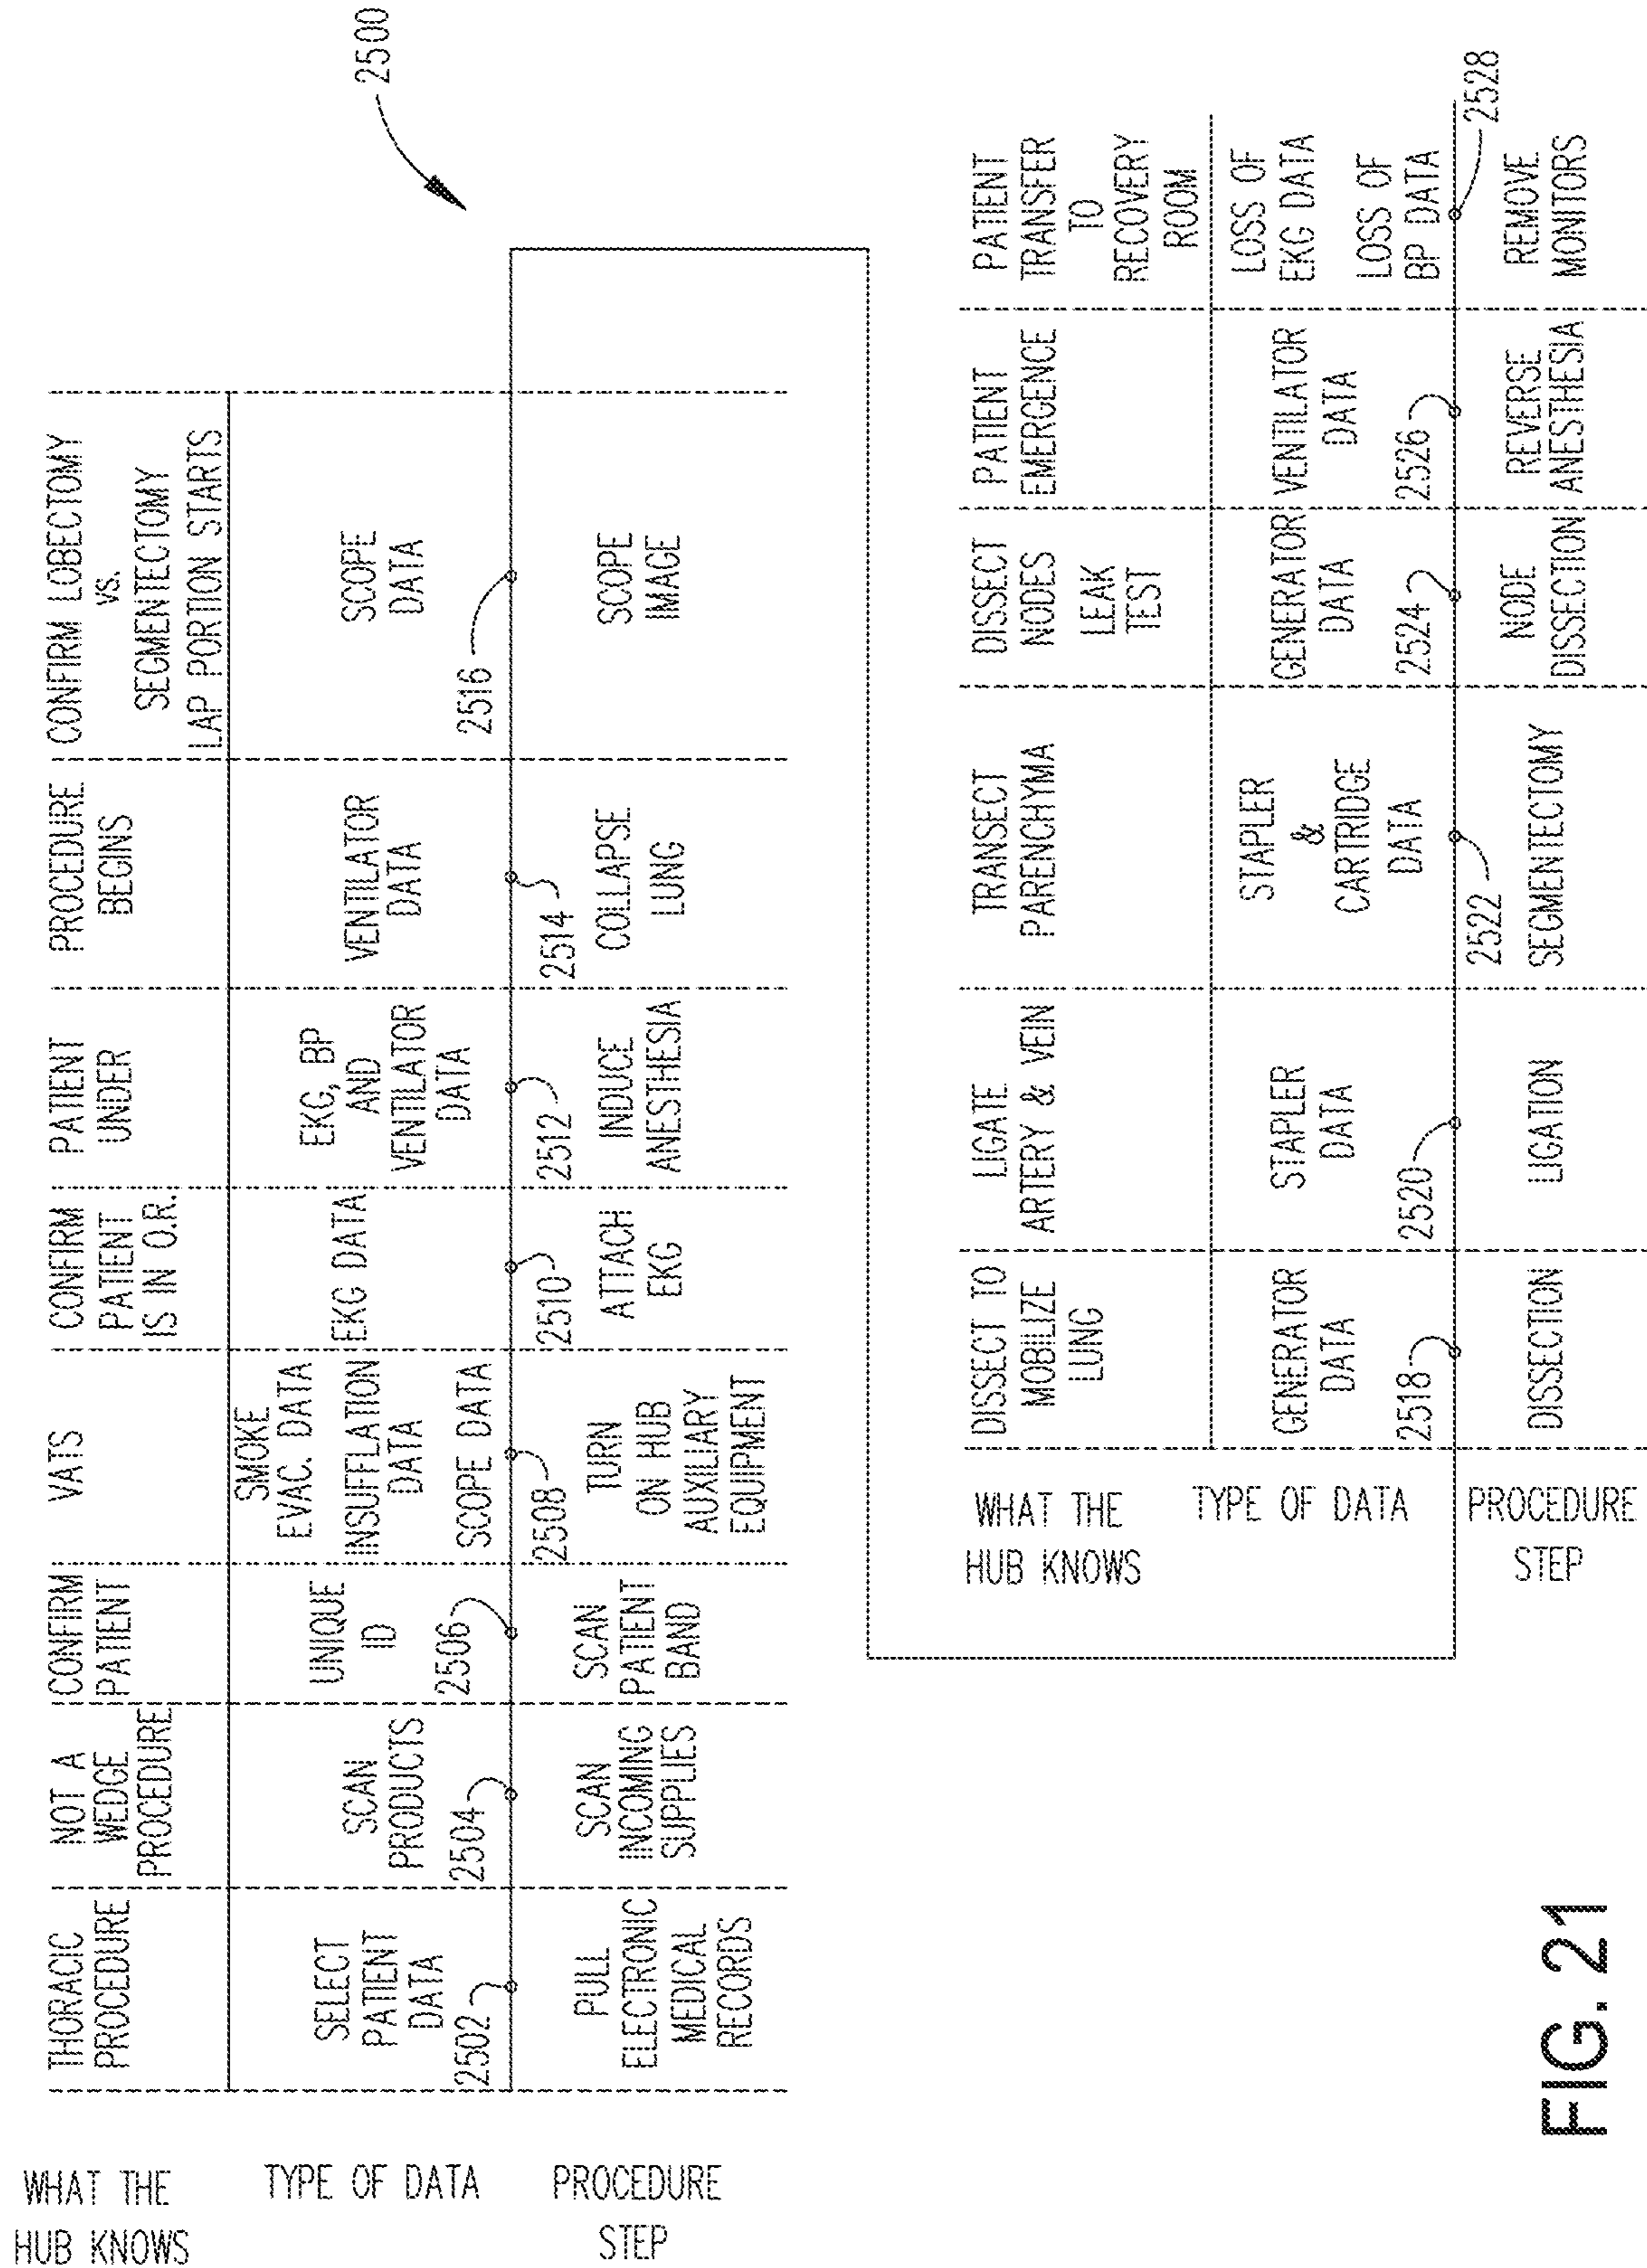 2500
WHAT THE
HUB KNOWS
THORACIC
PROCEDURE
NOT A
WEDGE
PROCEDURE
CONFIRM
PATIENT
VATS
CONFIRM
PATIENT
IS IN O.R.
PATIENT
UNDER
PROCEDURE
BEGINS
CONFIRM LOBECTOMY
VS.
SEGMENTECTOMY
LAP PORTION STARTS
TYPE OF DATA
SELECT
PATIENT
DATA
2502
SCAN
PRODUCTS
2504
UNIQUE
ID
2506
SMOKE
EVAC. DATA
INSUFFLATION
DATA
SCOPE DATA
2508
EKG DATA
2510
EKG, BP
AND
VENTILATOR
DATA
2512
VENTILATOR
DATA
2514
SCOPE
DATA
2516
PROCEDURE
STEP
PULL
ELECTRONIC
MEDICAL
RECORDS
SCAN
INCOMING
SUPPLIES
SCAN
PATIENT
BAND
TURN
ON HUB
AUXILIARY
EQUIPMENT
ATTACH
EKG
INDUCE
ANESTHESIA
COLLAPSE
LUNG
SCOPE
IMAGE
WHAT THE
HUB KNOWS
DISSECT TO
MOBILIZE
LUNG
LIGATE
ARTERY & VEIN
TRANSECT
PARENCHYMA
DISSECT
NODES
LEAK
TEST
PATIENT
EMERGENCE
PATIENT
TRANSFER
TO
RECOVERY
ROOM
TYPE OF DATA
GENERATOR
DATA
2518
STAPLER
DATA
2520
STAPLER
&
CARTRIDGE
DATA
2522
GENERATOR
DATA
2524
VENTILATOR
DATA
2526
LOSS OF
EKG DATA
LOSS OF
BP DATA
2528
PROCEDURE
STEP
DISSECTION
LIGATION
SEGMENTECTOMY
NODE
DISSECTION
REVERSE
ANESTHESIA
REMOVE
MONITORS
FIG. 21